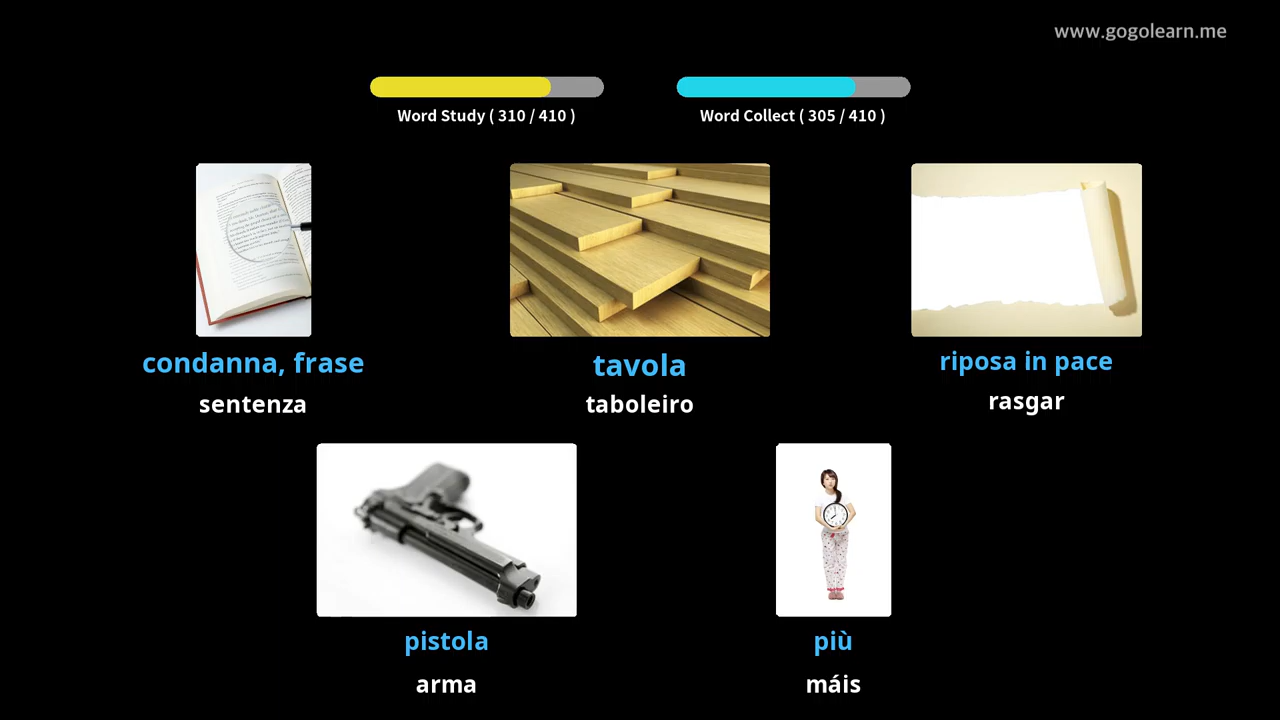 www.gogolearn.me
Word Study ( 310 / 410 )
Word Collect ( 305 / 410 )
condanna, frase
sentenza
tavola
taboleiro
riposa in pace
rasgar
pistola
arma
più
máis